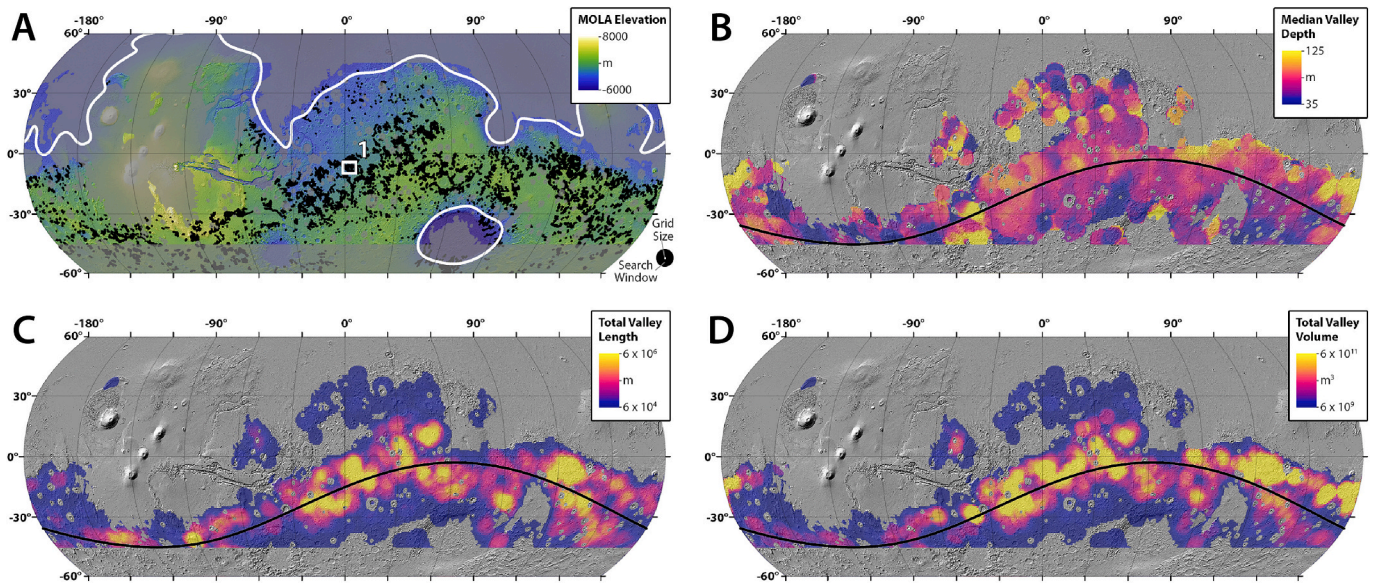 A
-180°
-90°
0°
90°
60°
30°
0°
-30°
-60°
MOLA Elevation
8000
m
-6000
1
Grid
Size
Search
Window
B
-180°
-90°
0°
90°
60°
30°
0°
-30°
-60°
Median Valley
Depth
125
m
35
C
-180°
-90°
0°
90°
60°
30°
0°
-30°
-60°
Total Valley
Length
6 x 10⁶
m
6 x 10⁴
D
-180°
-90°
0°
90°
60°
30°
0°
-30°
-60°
Total Valley
Volume
6 x 10¹¹
m³
6 x 10⁹